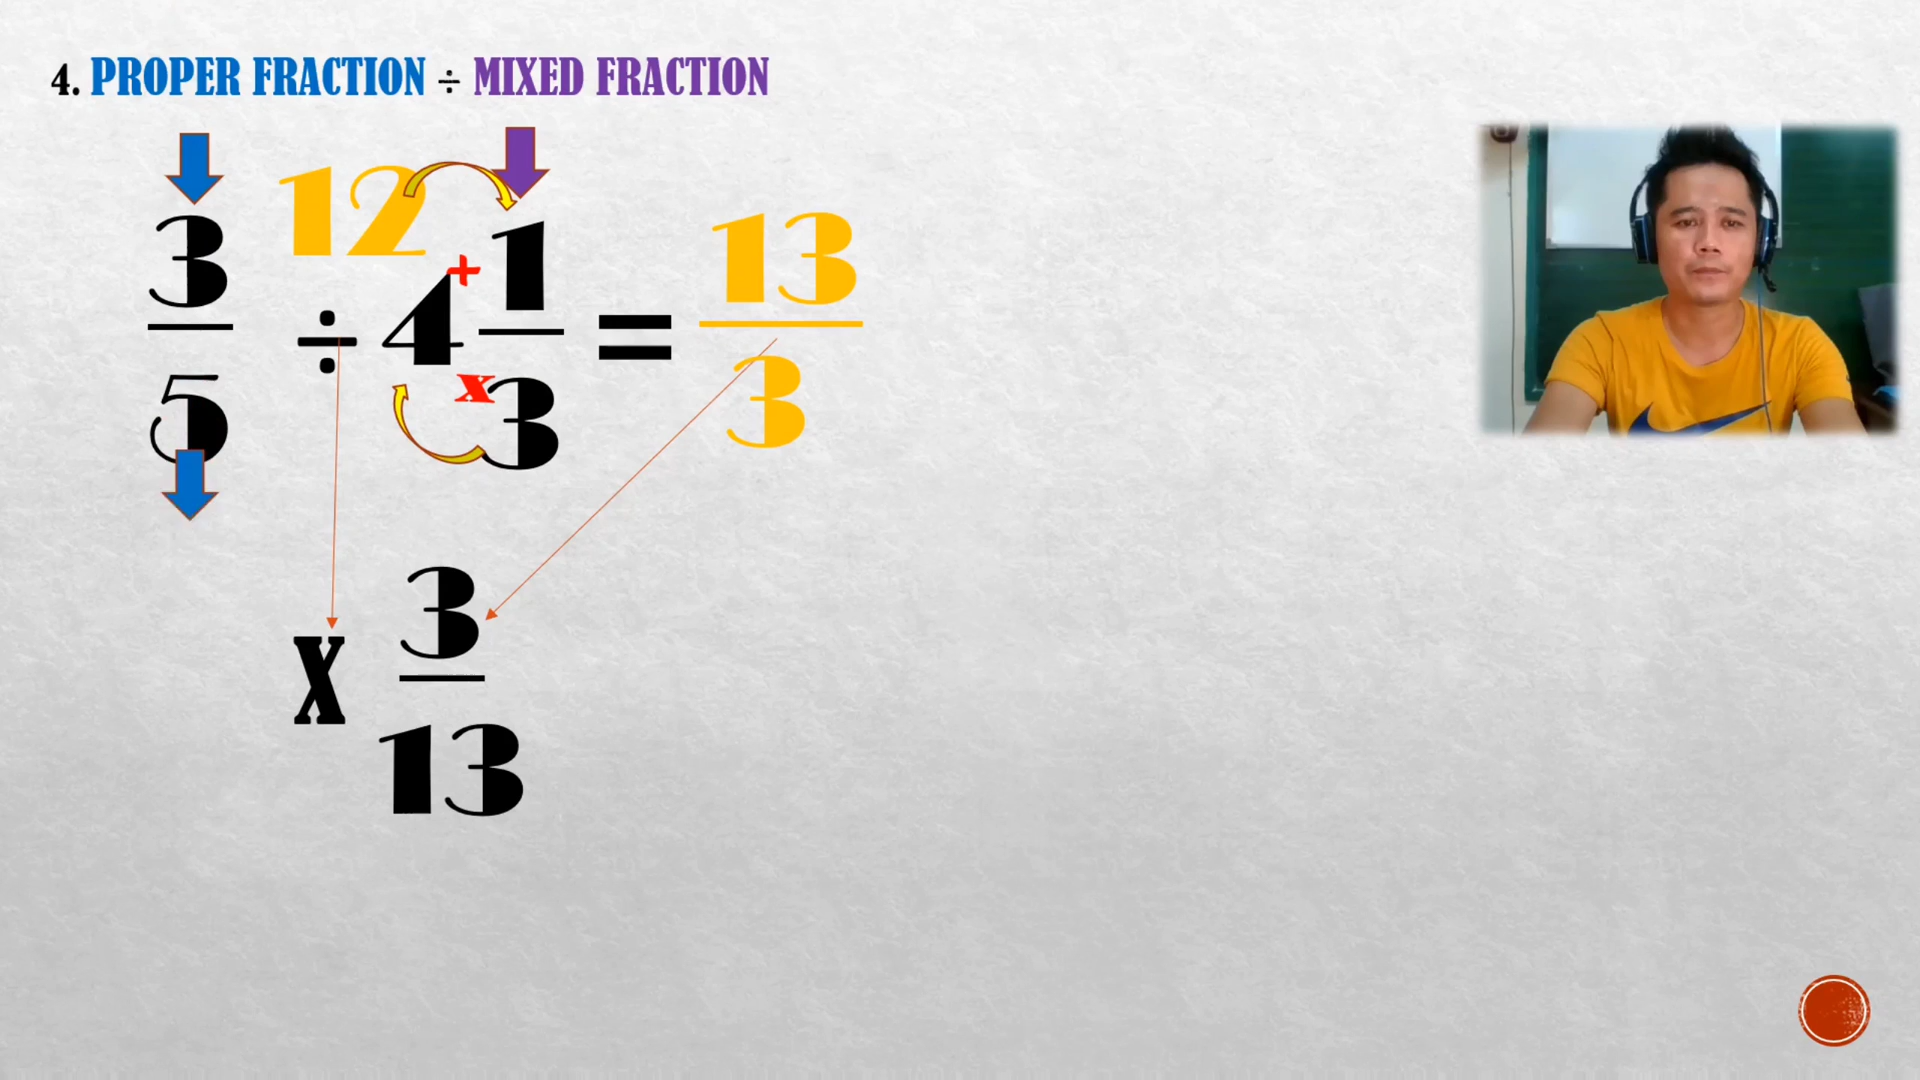 4. PROPER FRACTION ÷ MIXED FRACTION
12
3/5 ÷ 4 + 1/3 = 13/3
x
X 3/13